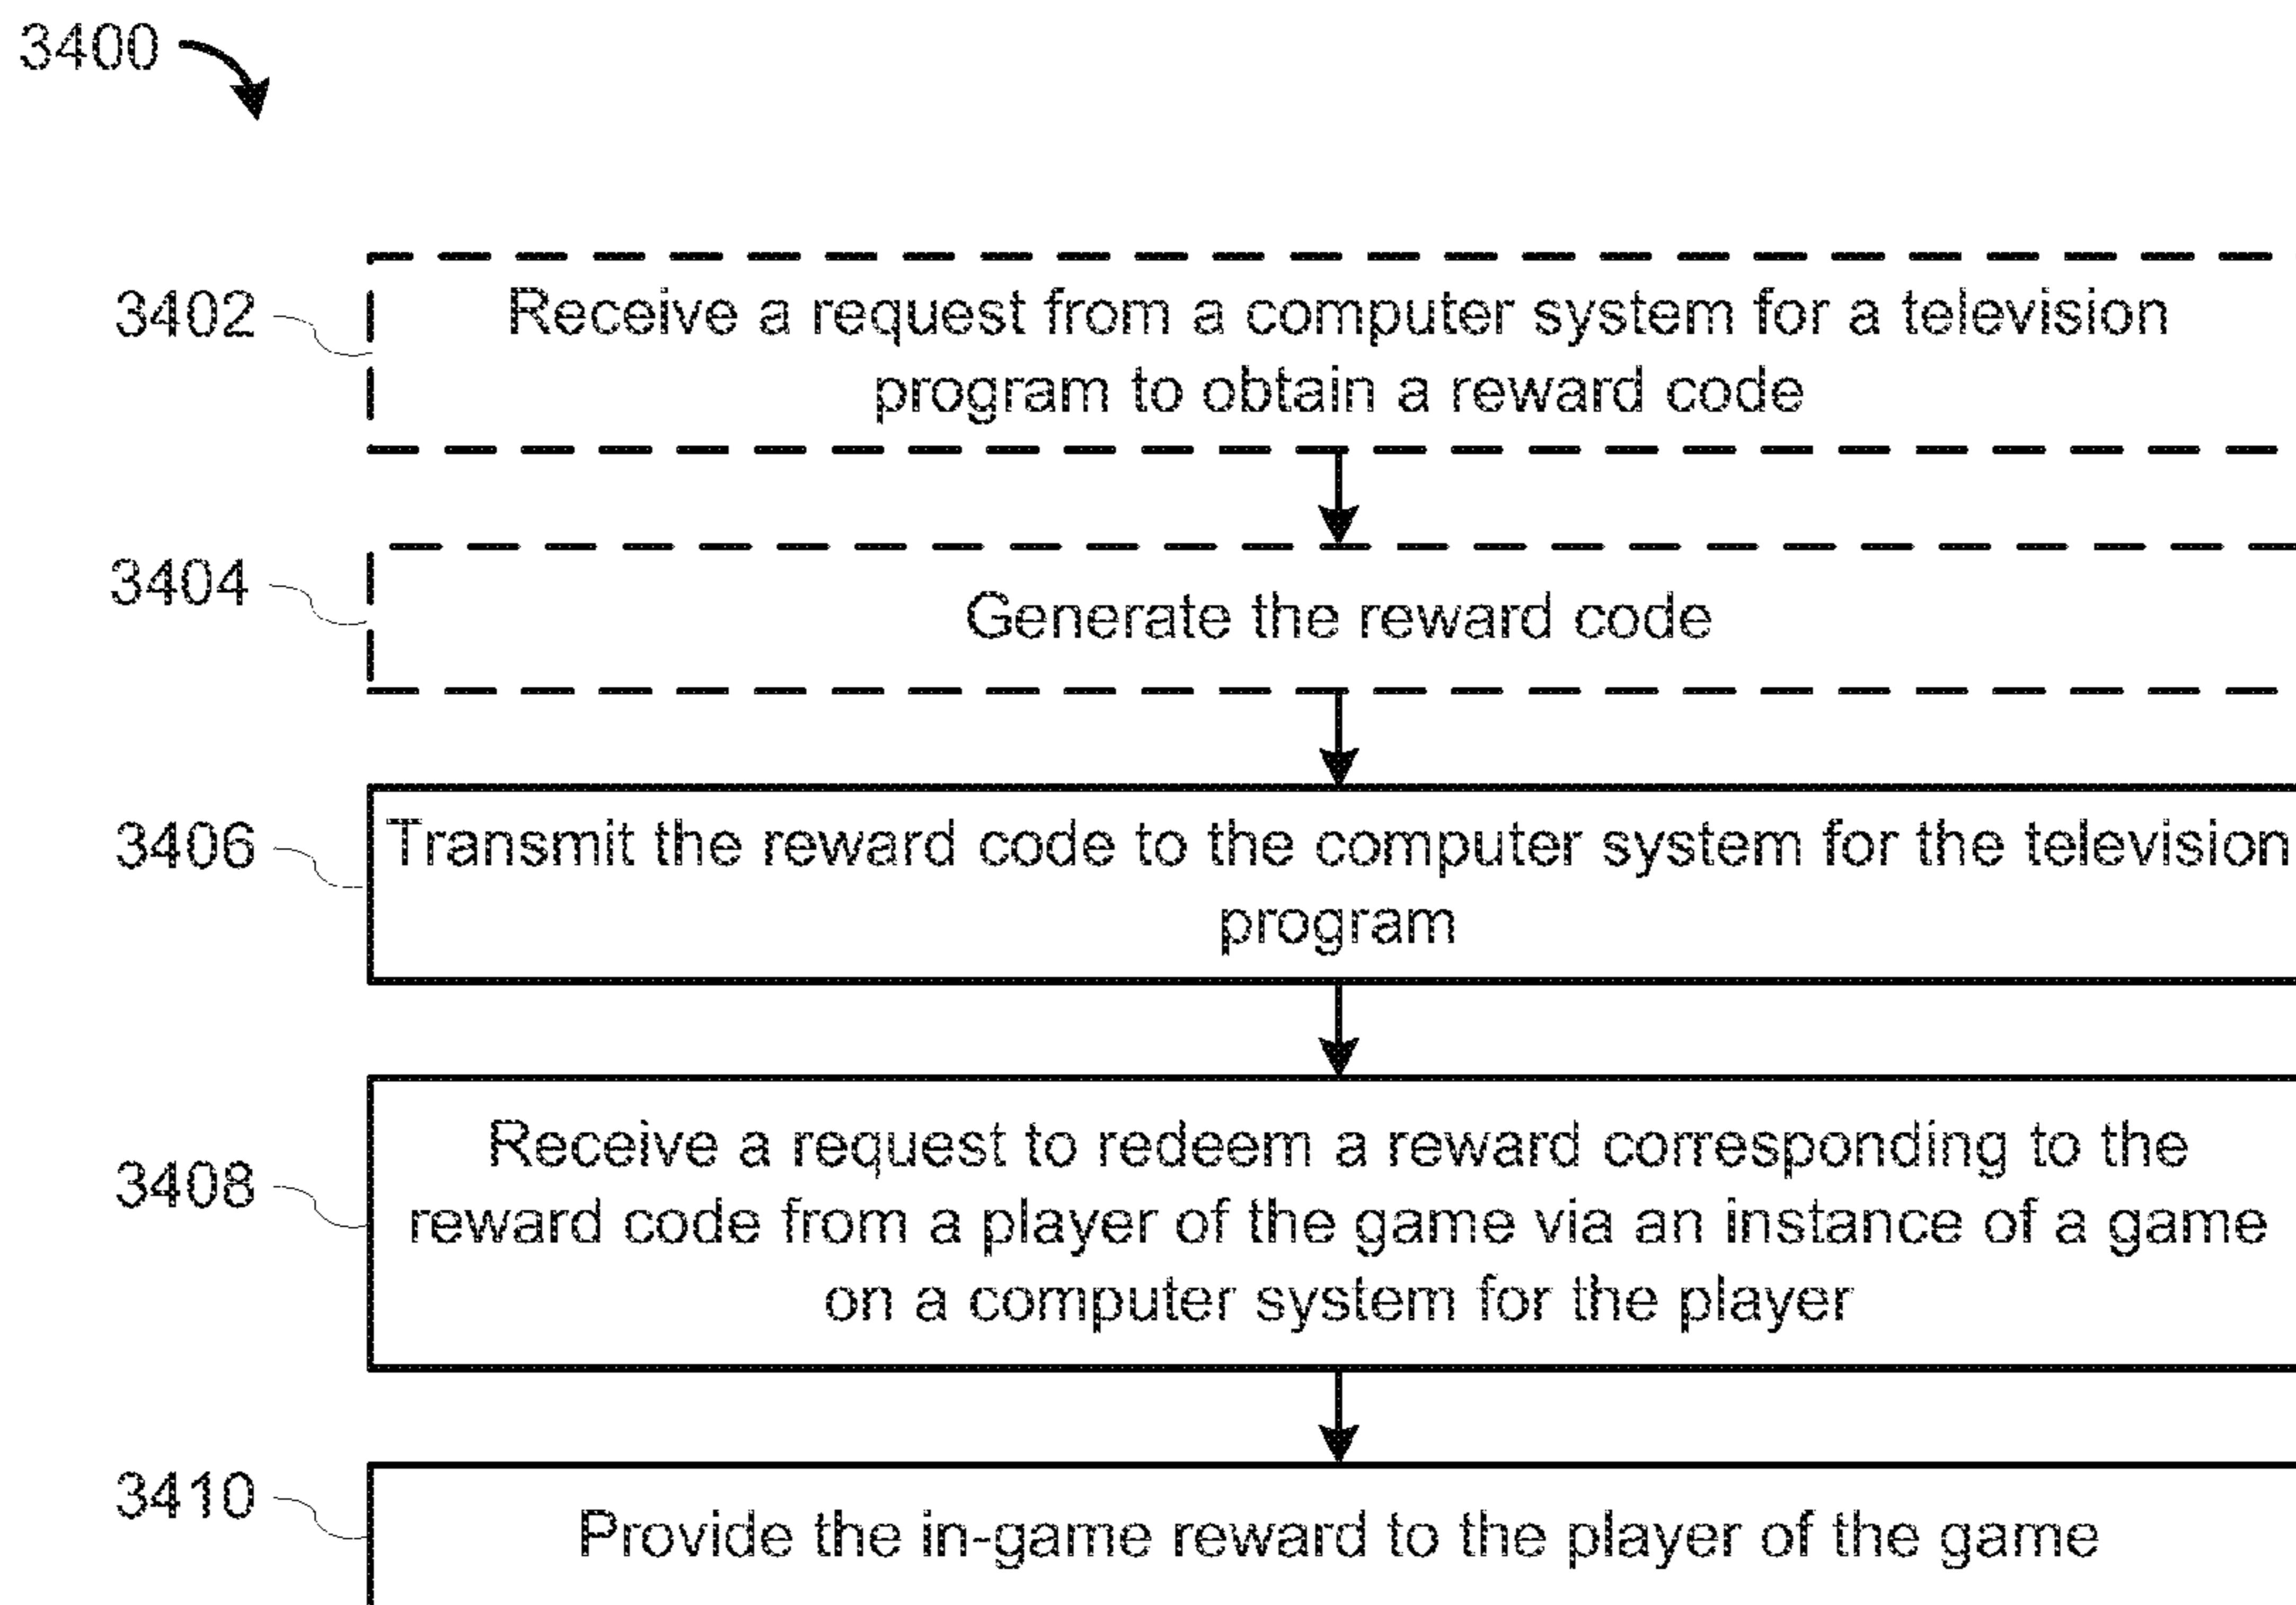 3400
3402
Receive a request from a computer system for a television
program to obtain a reward code
3404
Generate the reward code
3406
Transmit the reward code to the computer system for the television
program
3408
Receive a request to redeem a reward corresponding to the
reward code from a player of the game via an instance of a game
on a computer system for the player
3410
Provide the in-game reward to the player of the game